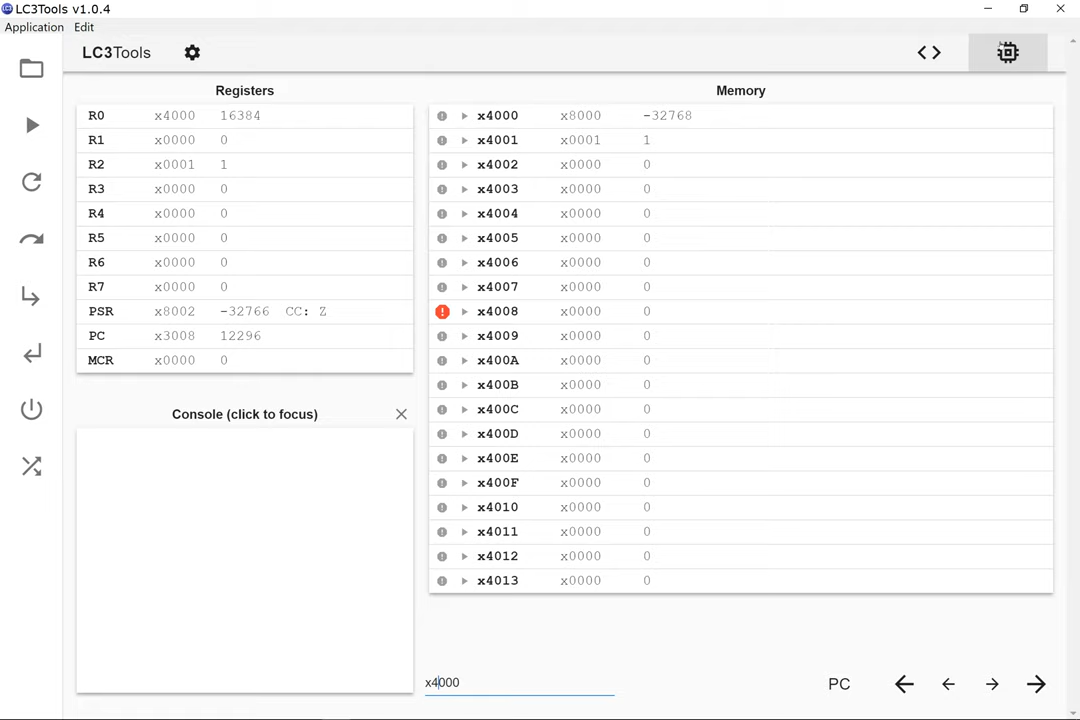 LC3Tools v1.0.4
Application Edit
LC3Tools
Registers
R0 x4000 16384
R1 x0000 0
R2 x0001 1
R3 x0000 0
R4 x0000 0
R5 x0000 0
R6 x0000 0
R7 x0000 0
PSR x8002 -32766 CC: Z
PC x3008 12296
MCR x0000 0
Console (click to focus)
Memory
x4000 x8000 -32768
x4001 x0001 1
x4002 x0000 0
x4003 x0000 0
x4004 x0000 0
x4005 x0000 0
x4006 x0000 0
x4007 x0000 0
x4008 x0000 0
x4009 x0000 0
x400A x0000 0
x400B x0000 0
x400C x0000 0
x400D x0000 0
x400E x0000 0
x400F x0000 0
x4010 x0000 0
x4011 x0000 0
x4012 x0000 0
x4013 x0000 0
x4000 PC